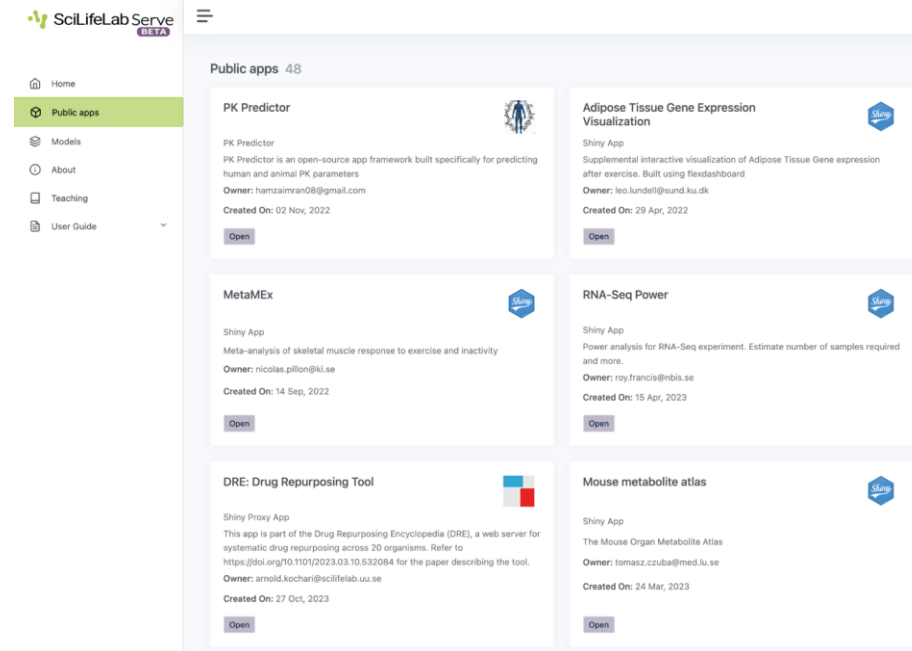 SciLifeLab Serve
BETA
Home
Public apps
Models
About
Teaching
User Guide
Public apps 48
PK Predictor
PK Predictor
PK Predictor is an open-source app framework built specifically for predicting
human and animal PK parameters
Owner: hamzaimran08@gmail.com
Created On: 02 Nov, 2022
Open
Adipose Tissue Gene Expression
Visualization
Shiny
Shiny App
Supplemental interactive visualization of Adipose Tissue Gene expression
after exercise. Built using flexdashboard
Owner: leo.lundell@sund.ku.dk
Created On: 29 Apr, 2022
Open
MetaMEx
Shiny
Shiny App
Meta-analysis of skeletal muscle response to exercise and inactivity
Owner: nicolas.pillon@ki.se
Created On: 14 Sep, 2022
Open
RNA-Seq Power
Shiny
Shiny App
Power analysis for RNA-Seq experiment. Estimate number of samples required
and more.
Owner: roy.francis@nbis.se
Created On: 15 Apr, 2023
Open
DRE: Drug Repurposing Tool
Shiny Proxy App
This app is part of the Drug Repurposing Encyclopedia (DRE), a web server for
systematic drug repurposing across 20 organisms. Refer to
https://doi.org/10.1101/2023.03.10.532084 for the paper describing the tool.
Owner: arnold.kochari@scilifelab.uu.se
Created On: 27 Oct, 2023
Open
Mouse metabolite atlas
Shiny
Shiny App
The Mouse Organ Metabolite Atlas
Owner: tomasz.czuba@med.lu.se
Created On: 24 Mar, 2023
Open